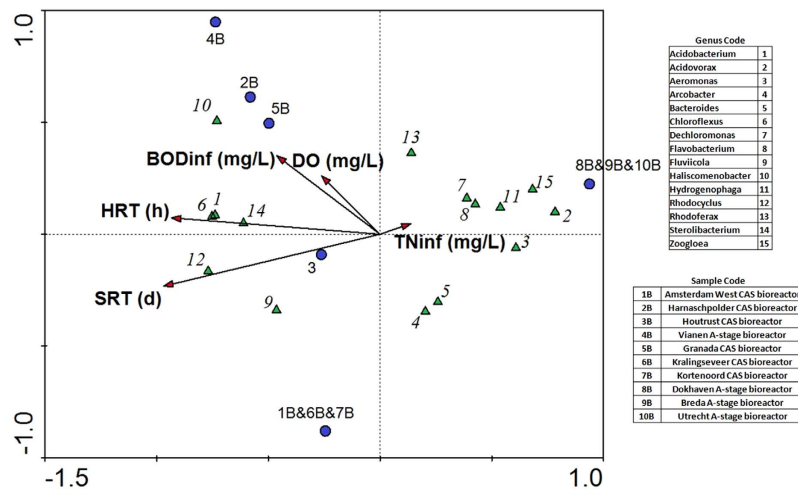 1.0
4B
2B
5B
10
13
BODinf (mg/L)
DO (mg/L)
8B&9B&10B
7
15
8
11
2
6
1
HRT (h)
14
TNinf (mg/L)
3
12
3
SRT (d)
9
5
4
1B&6B&7B
-1.0
-1.5
1.0
Genus Code
Acidobacterium 1
Acidovorax 2
Aeromonas 3
Arcobacter 4
Bacteroides 5
Chloroflexus 6
Dechloromonas 7
Flavobacterium 8
Fluviicola 9
Haliscomenobacter 10
Hydrogenophaga 11
Rhodocyclus 12
Rhodoferax 13
Sterolibacterium 14
Zoogloea 15
Sample Code
1B Amsterdam West CAS bioreactor
2B Harnaschpolder CAS bioreactor
3B Houtrust CAS bioreactor
4B Vianen A-stage bioreactor
5B Granada CAS bioreactor
6B Kralingseveer CAS bioreactor
7B Kortenoord CAS bioreactor
8B Dokhaven A-stage bioreactor
9B Breda A-stage bioreactor
10B Utrecht A-stage bioreactor